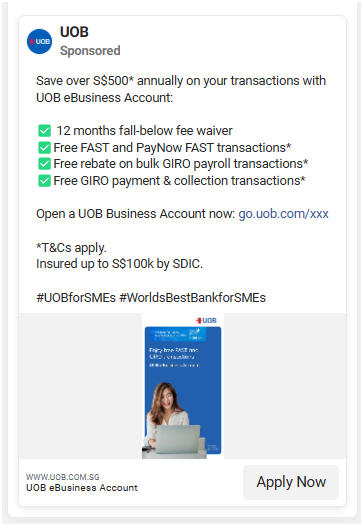 UOB
UOB
Sponsored
Save over S$500* annually on your transactions with
UOB eBusiness Account:
✅ 12 months fall-below fee waiver
✅ Free FAST and PayNow FAST transactions*
✅ Free rebate on bulk GIRO payroll transactions*
✅ Free GIRO payment & collection transactions*
Open a UOB Business Account now: go.uob.com/xxx
*T&Cs apply.
Insured up to S$100k by SDIC.
#UOBforSMEs #WorldsBestBankforSMEs
UOB
Enjoy free FAST and
GIRO transactions
WWW.UOB.COM.SG
UOB eBusiness Account
Apply Now